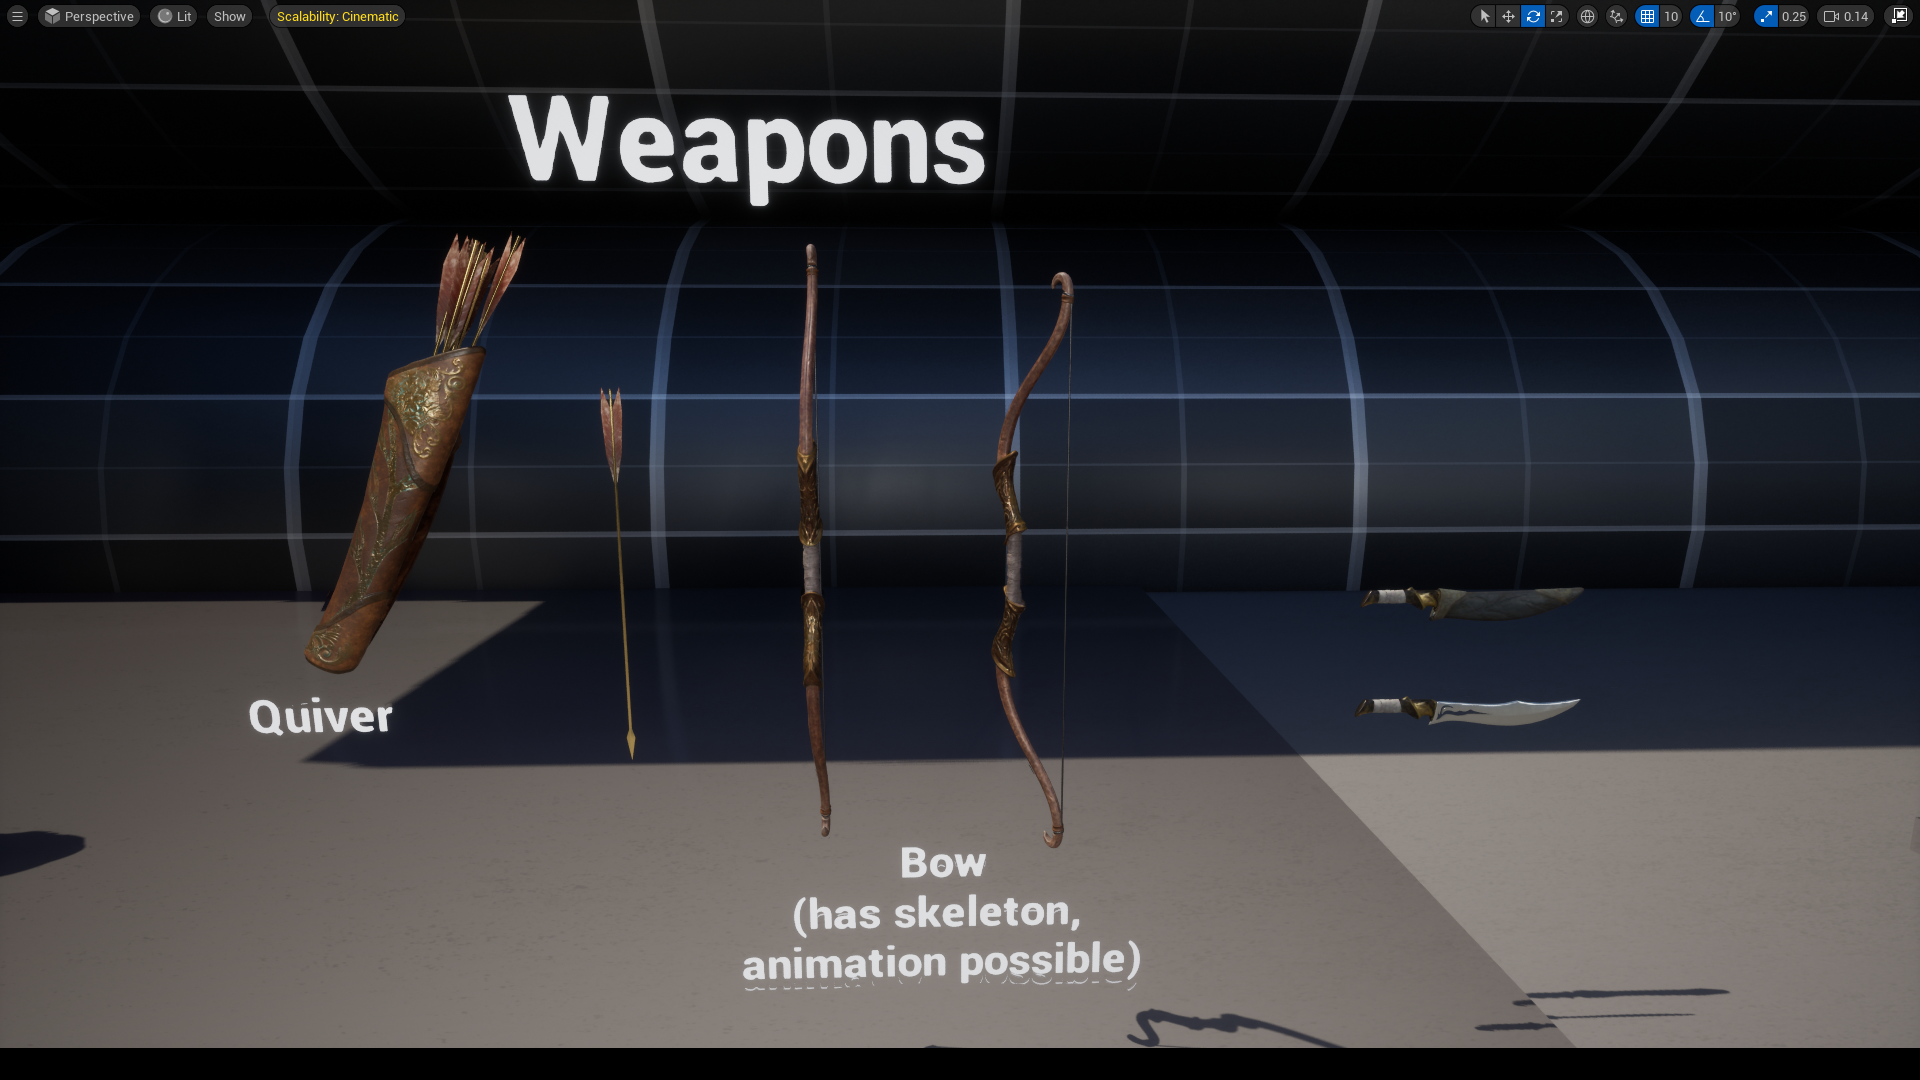 Perspective Lit Show Scalability: Cinematic 10 10° 0.25 0.14
Weapons
Quiver
Bow
(has skeleton,
animation possible)